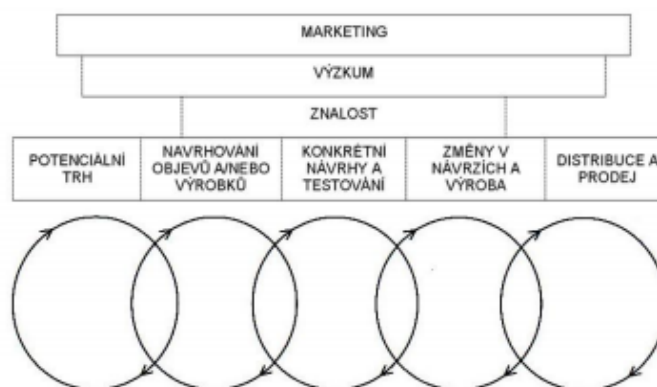 MARKETING
VÝZKUM
ZNALOST
POTENCIÁLNÍ
TRH
NAVRHOVÁNÍ
OBJEVŮ A/NEBO
VÝROBKŮ
KONKRÉTNÍ
NÁVRHY A
TESTOVÁNÍ
ZMĚNY V
NÁVRZÍCH A
VÝROBA
DISTRIBUCE A
PRODEJ